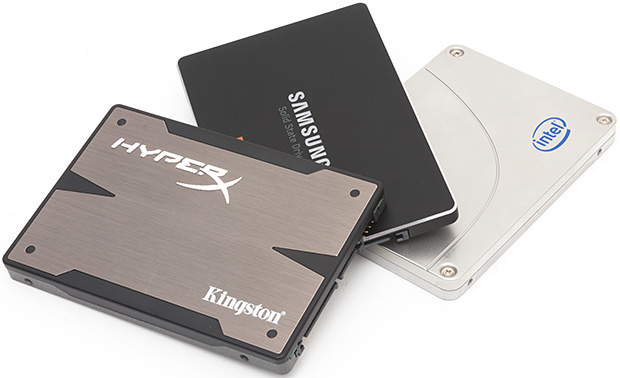 HYPERX
Kingston
SAMSUNG
Solid State Drive
intel